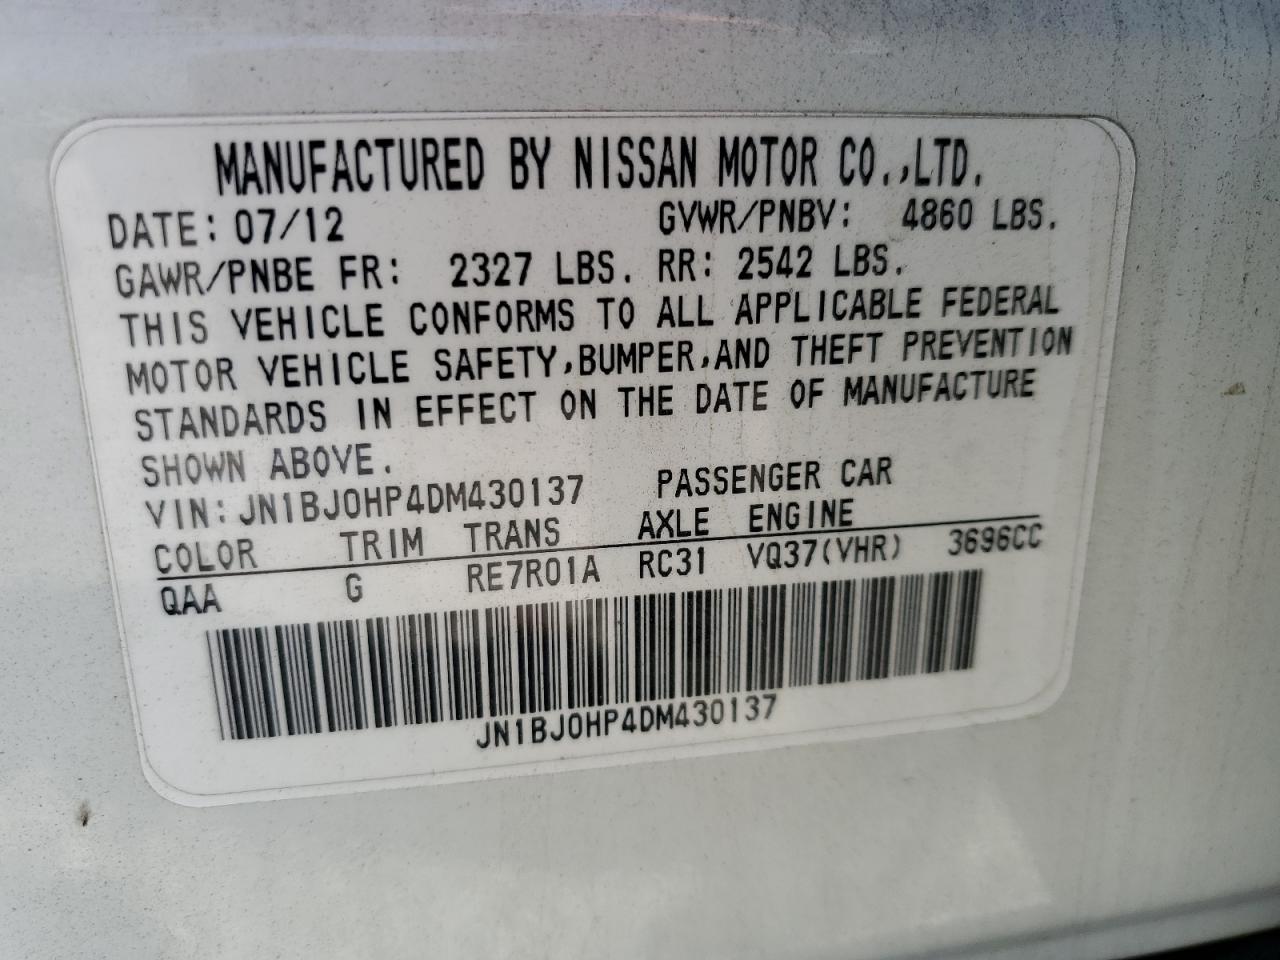 MANUFACTURED BY NISSAN MOTOR CO.,LTD.
DATE: 07/12 GVWR/PNBV: 4860 LBS.
GAWR/PNBE FR: 2327 LBS. RR: 2542 LBS.
THIS VEHICLE CONFORMS TO ALL APPLICABLE FEDERAL
MOTOR VEHICLE SAFETY,BUMPER,AND THEFT PREVENTION
STANDARDS IN EFFECT ON THE DATE OF MANUFACTURE
SHOWN ABOVE.
VIN:JN1BJ0HP4DM430137 PASSENGER CAR
COLOR TRIM TRANS AXLE ENGINE
QAA G RE7R01A RC31 VQ37(VHR) 3696CC
JN1BJ0HP4DM430137